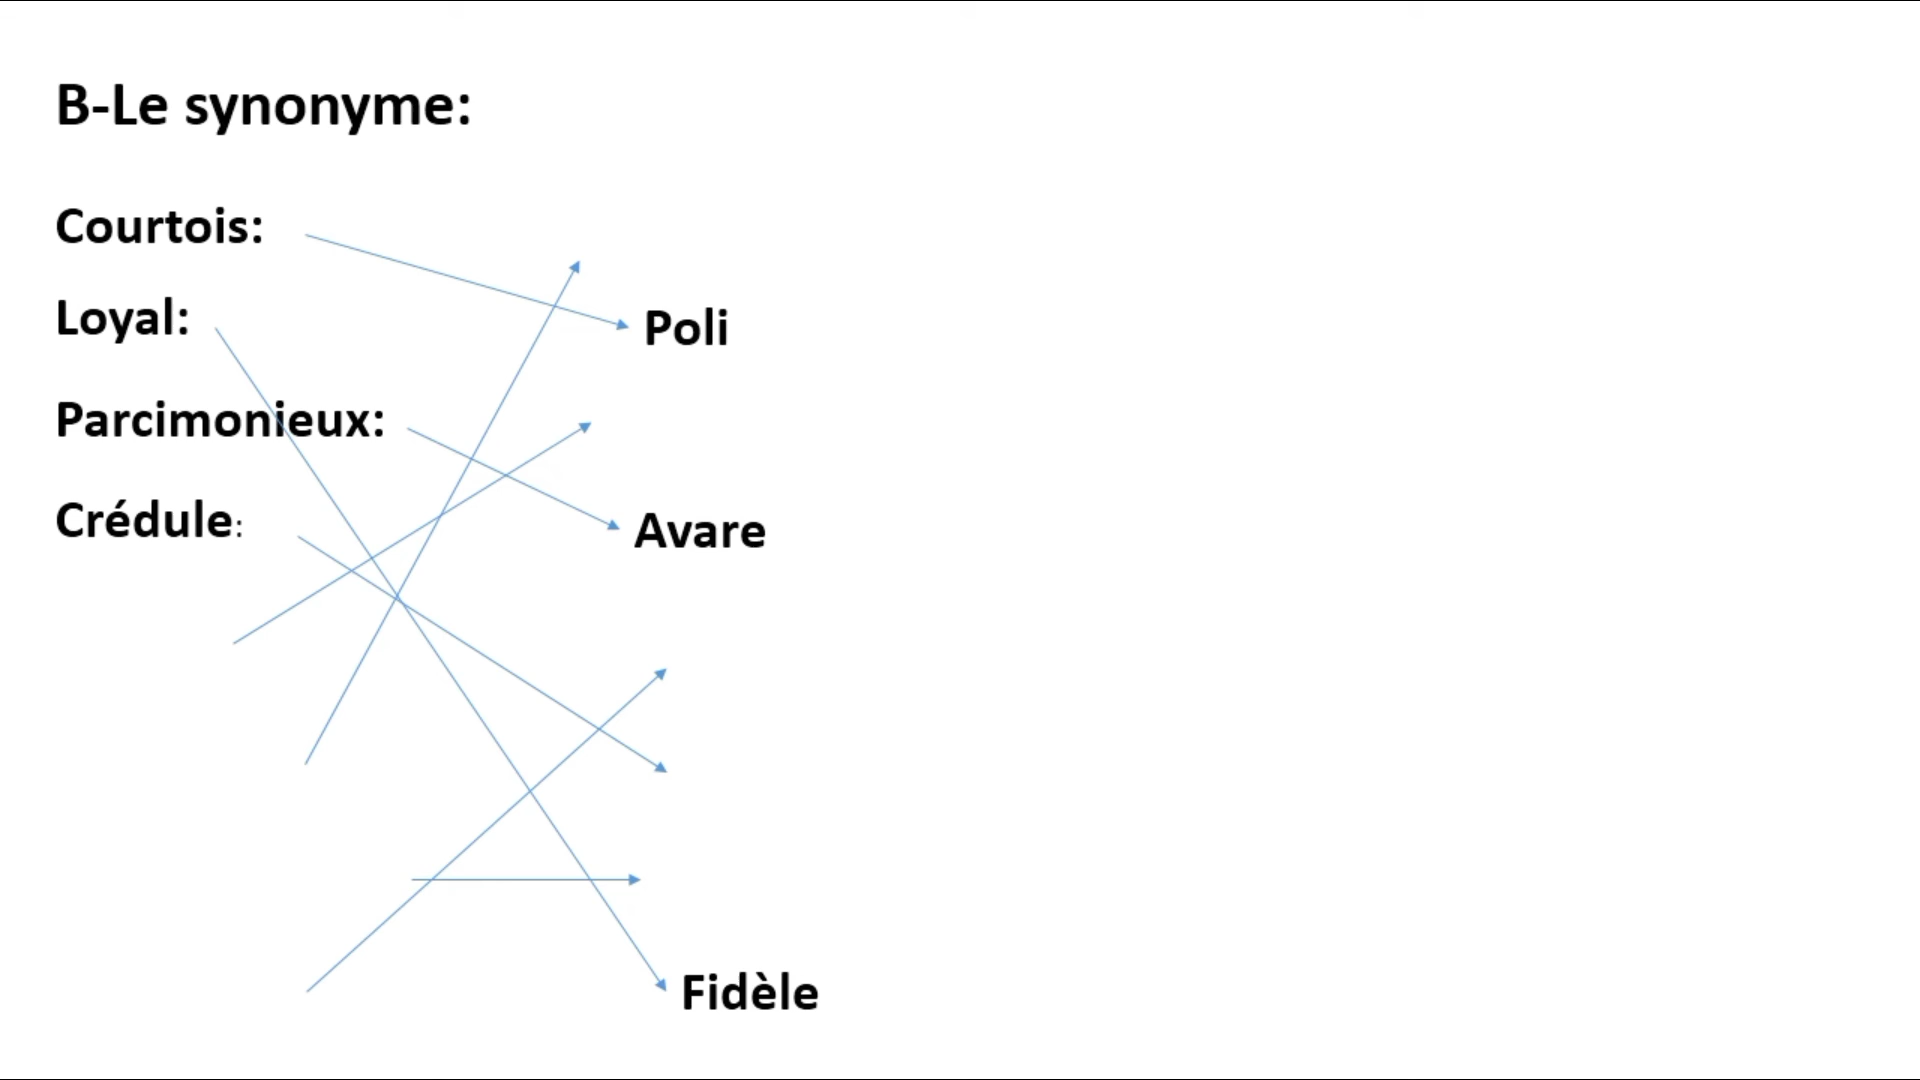 B-Le synonyme:
Courtois:
Loyal:
Poli
Parcimonieux:
Crédule:
Avare
Fidèle